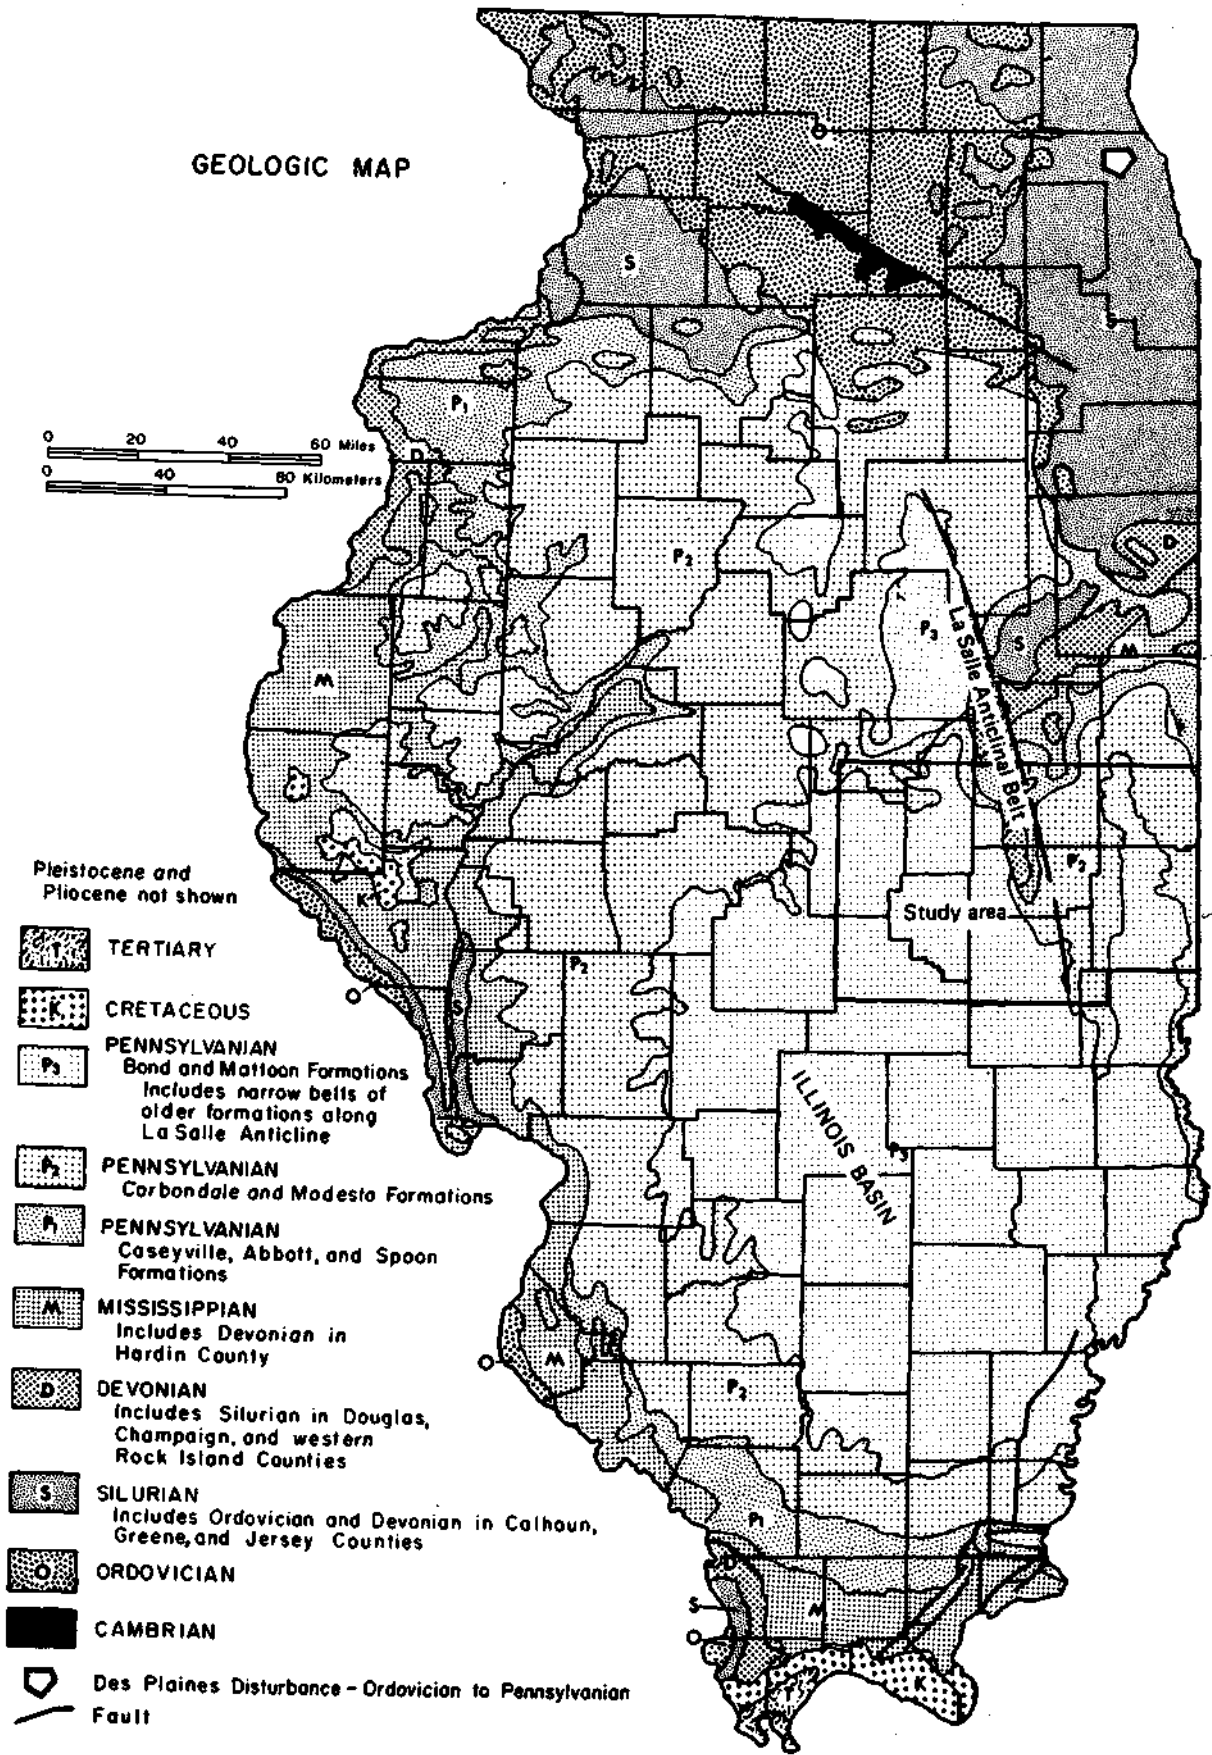 GEOLOGIC MAP
0 20 40 60 Miles
0 40 80 Kilometers
Pleistocene and
Pliocene not shown
T TERTIARY
K CRETACEOUS
P3 PENNSYLVANIAN
Bond and Mattoon Formations
Includes narrow belts of
older formations along
La Salle Anticline
P2 PENNSYLVANIAN
Carbondale and Modesto Formations
P1 PENNSYLVANIAN
Caseyville, Abbott, and Spoon
Formations
M MISSISSIPPIAN
Includes Devonian in
Hardin County
D DEVONIAN
Includes Silurian in Douglas,
Champaign, and western
Rock Island Counties
S SILURIAN
Includes Ordovician and Devonian in Calhoun,
Greene, and Jersey Counties
O ORDOVICIAN
CAMBRIAN
Des Plaines Disturbance - Ordovician to Pennsylvanian
Fault
O
S
S
P1
D
P2
D
P3
S
M
M
La Salle Anticlinal Belt
P2
K
Study area
P2
O
S
ILLINOIS BASIN
P3
O
M
P2
P1
D
S
M
O
K
T